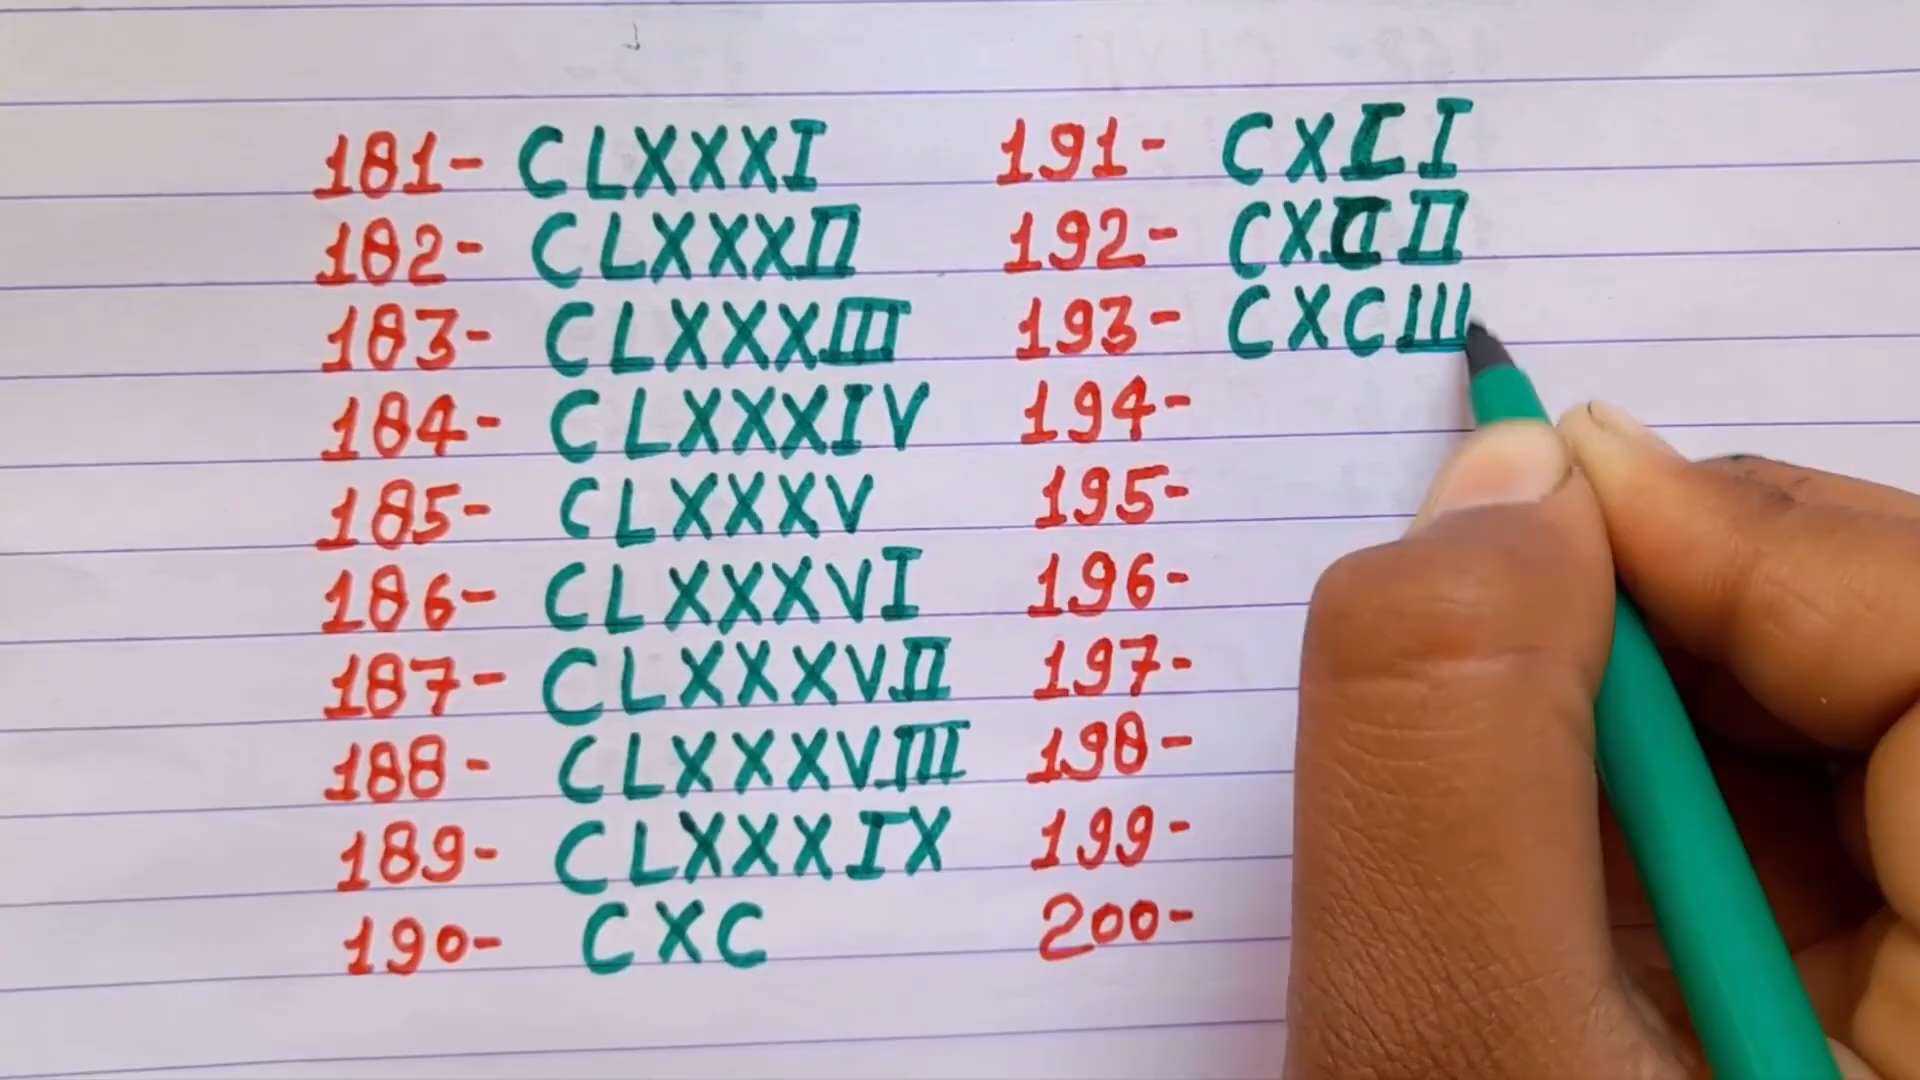 181- CLXXXI
182- CLXXXII
183- CLXXXIII
184- CLXXXIV
185- CLXXXV
186- CLXXXVI
187- CLXXXVII
188- CLXXXVIII
189- CLXXXIX
190- CXC
191- CXCI
192- CXCII
193- CXCIII
194-
195-
196-
197-
198-
199-
200-